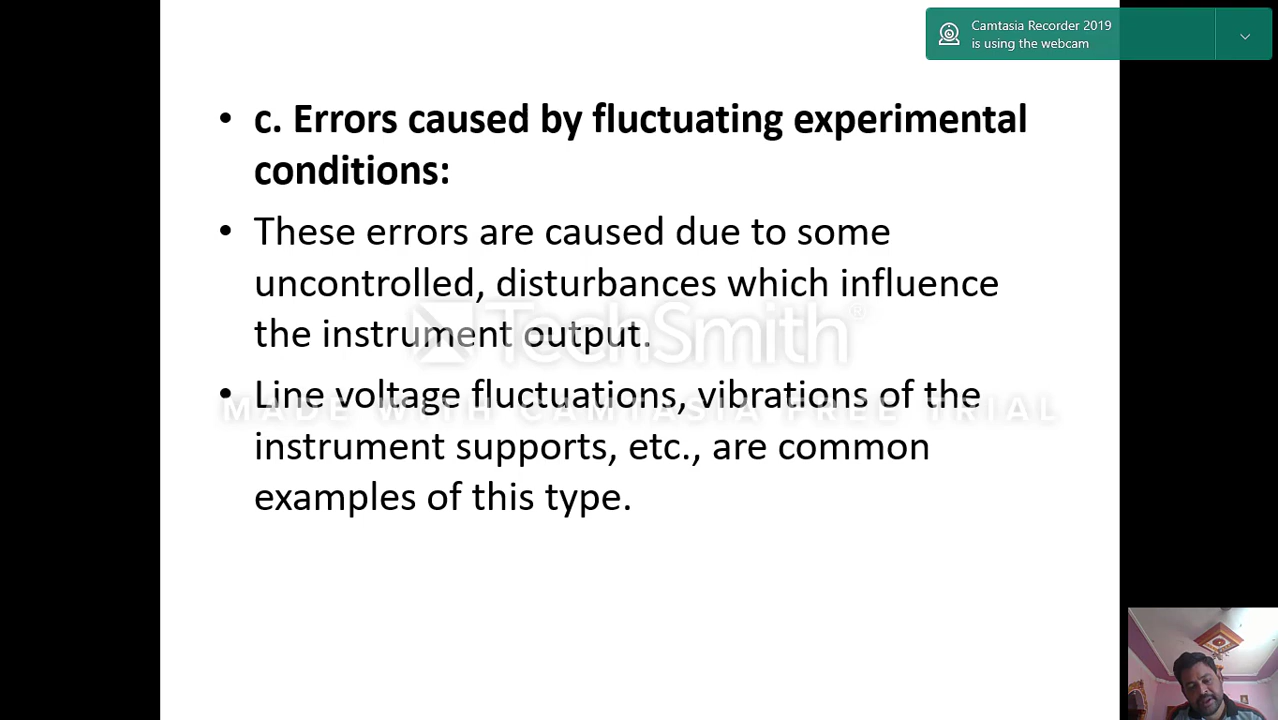 Camtasia Recorder 2019
is using the webcam
• c. Errors caused by fluctuating experimental
conditions:
• These errors are caused due to some
uncontrolled, disturbances which influence
the instrument output.
TechSmith®
• Line voltage fluctuations, vibrations of the
MADE WITH CAMTASIA FREE TRIAL
instrument supports, etc., are common
examples of this type.